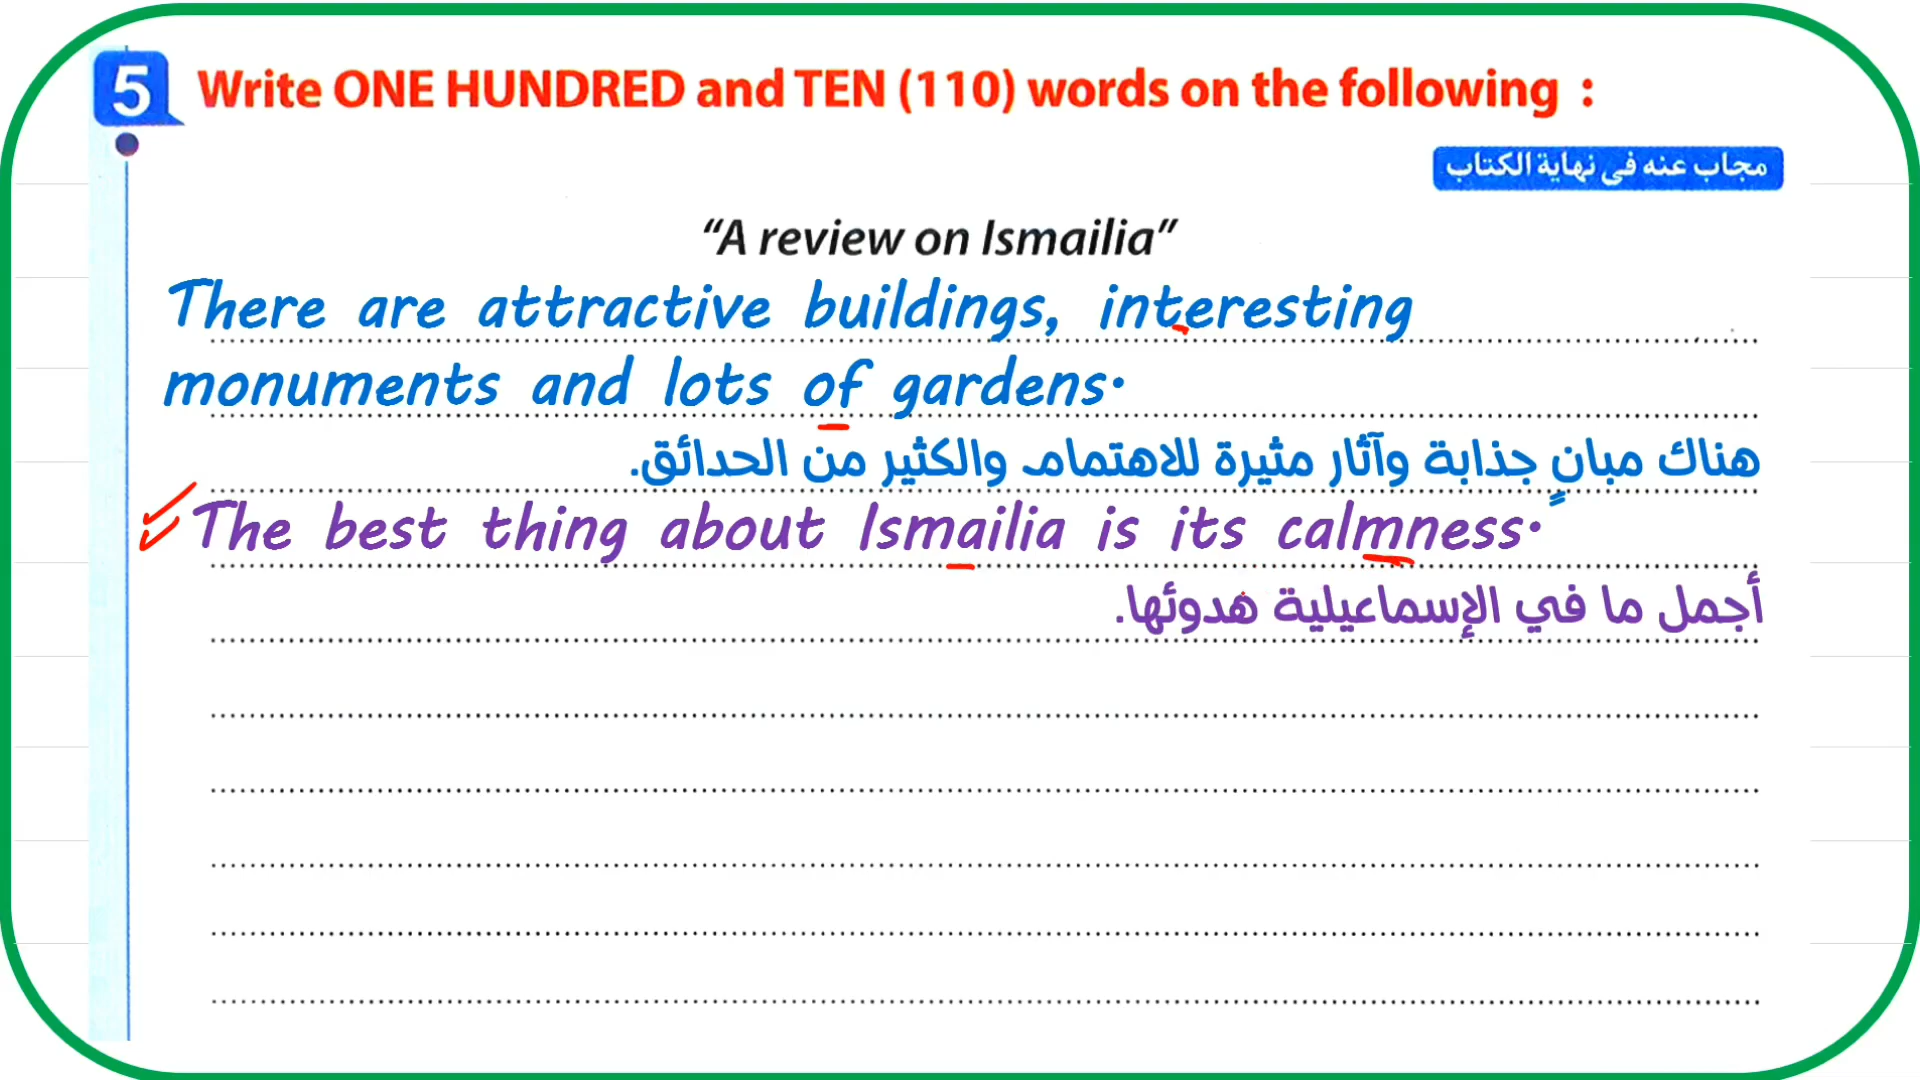 5 Write ONE HUNDRED and TEN (110) words on the following :
مجاب عنه في نهاية الكتاب
“A review on Ismailia”
There are attractive buildings, interesting
monuments and lots of gardens.
هناك مبانٍ جذابة وآثار مثيرة للاهتمام والكثير من الحدائق.
The best thing about Ismailia is its calmness.
أجمل ما في الإسماعيلية هدوئها.